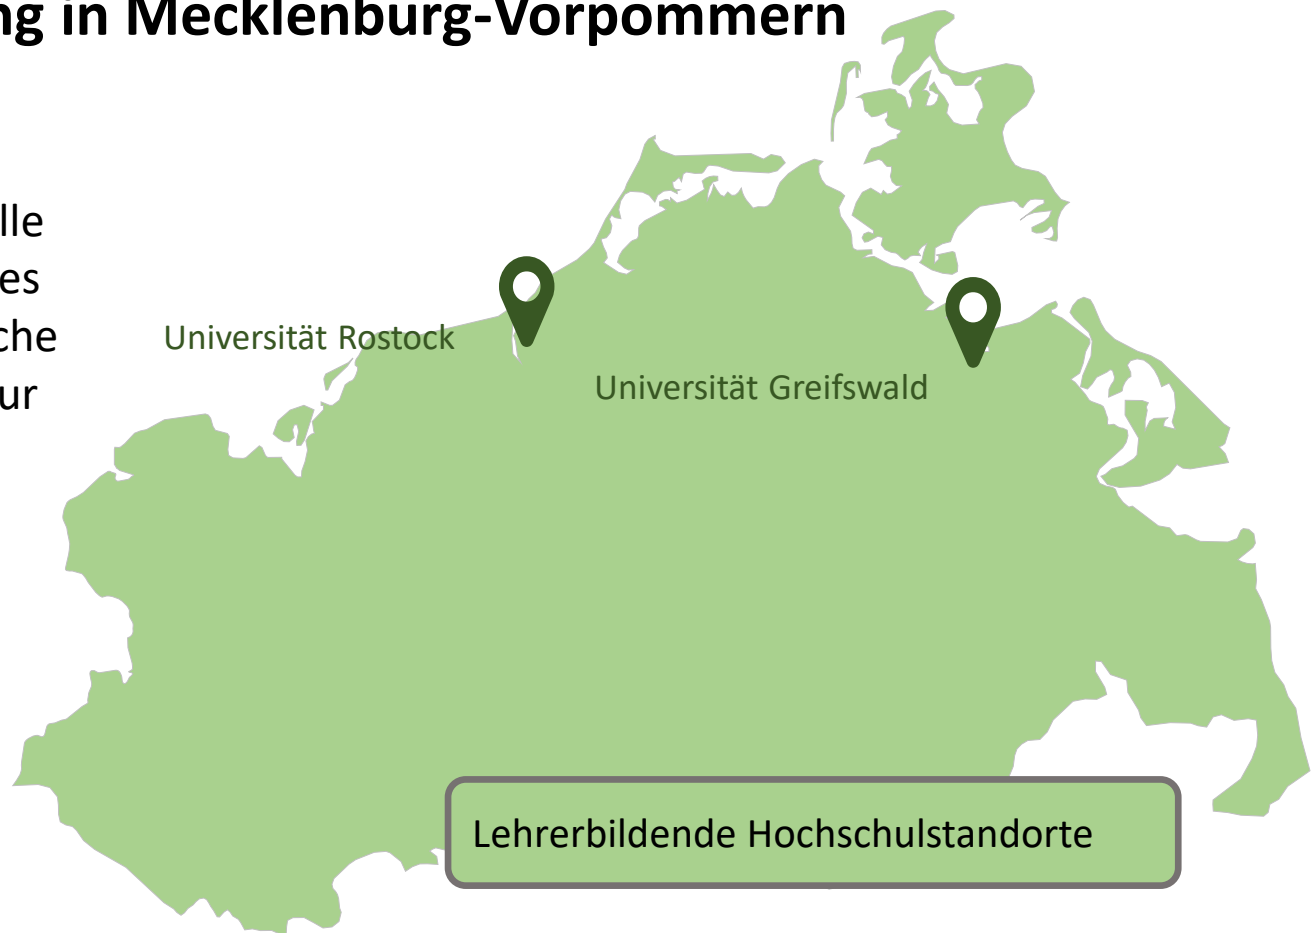 ng in Mecklenburg-Vorpommern
lle
es
che
ur
Universität Rostock
Universität Greifswald
Lehrerbildende Hochschulstandorte